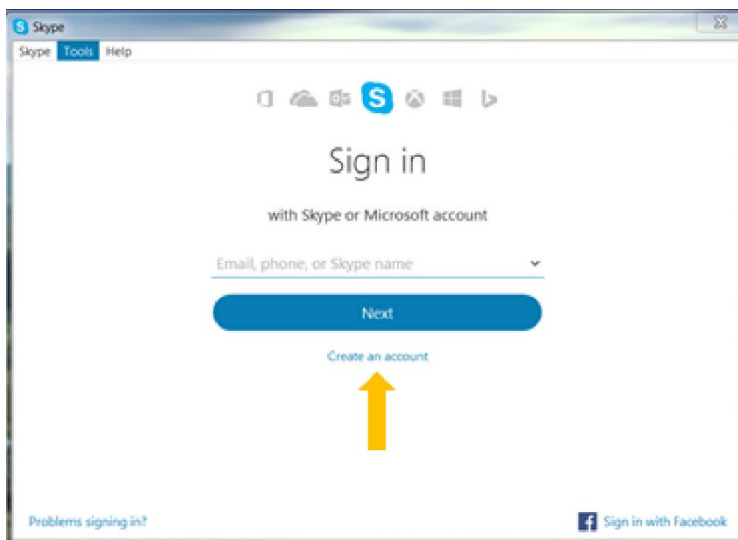 Skype
Skype Tools Help
Sign in
with Skype or Microsoft account
Email, phone, or Skype name
Next
Create an account
Problems signing in?
Sign in with Facebook